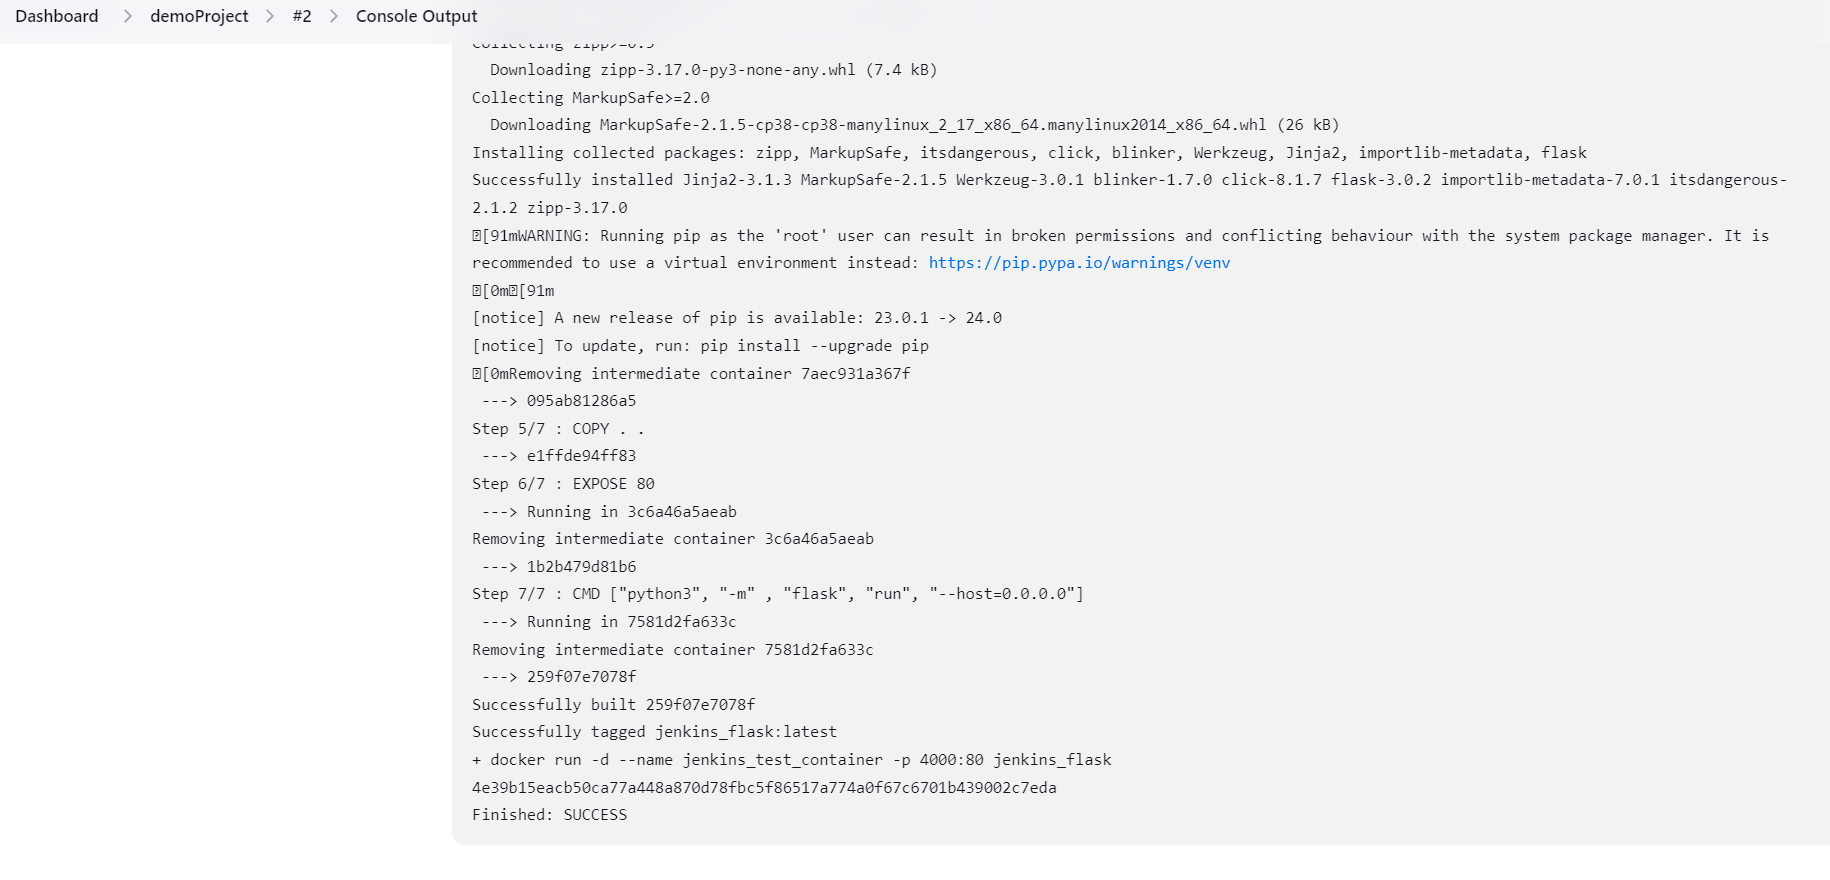 Dashboard > demoProject > #2 > Console Output
Collecting zipp>=0.5
  Downloading zipp-3.17.0-py3-none-any.whl (7.4 kB)
Collecting MarkupSafe>=2.0
  Downloading MarkupSafe-2.1.5-cp38-cp38-manylinux_2_17_x86_64.manylinux2014_x86_64.whl (26 kB)
Installing collected packages: zipp, MarkupSafe, itsdangerous, click, blinker, Werkzeug, Jinja2, importlib-metadata, flask
Successfully installed Jinja2-3.1.3 MarkupSafe-2.1.5 Werkzeug-3.0.1 blinker-1.7.0 click-8.1.7 flask-3.0.2 importlib-metadata-7.0.1 itsdangerous-
2.1.2 zipp-3.17.0
[91mWARNING: Running pip as the 'root' user can result in broken permissions and conflicting behaviour with the system package manager. It is
recommended to use a virtual environment instead: https://pip.pypa.io/warnings/venv
[0m[91m
[notice] A new release of pip is available: 23.0.1 -> 24.0
[notice] To update, run: pip install --upgrade pip
[0mRemoving intermediate container 7aec931a367f
 ---> 095ab81286a5
Step 5/7 : COPY . .
 ---> e1ffde94ff83
Step 6/7 : EXPOSE 80
 ---> Running in 3c6a46a5aeab
Removing intermediate container 3c6a46a5aeab
 ---> 1b2b479d81b6
Step 7/7 : CMD ["python3", "-m" , "flask", "run", "--host=0.0.0.0"]
 ---> Running in 7581d2fa633c
Removing intermediate container 7581d2fa633c
 ---> 259f07e7078f
Successfully built 259f07e7078f
Successfully tagged jenkins_flask:latest
+ docker run -d --name jenkins_test_container -p 4000:80 jenkins_flask
4e39b15eacb50ca77a448a870d78fbc5f86517a774a0f67c6701b439002c7eda
Finished: SUCCESS